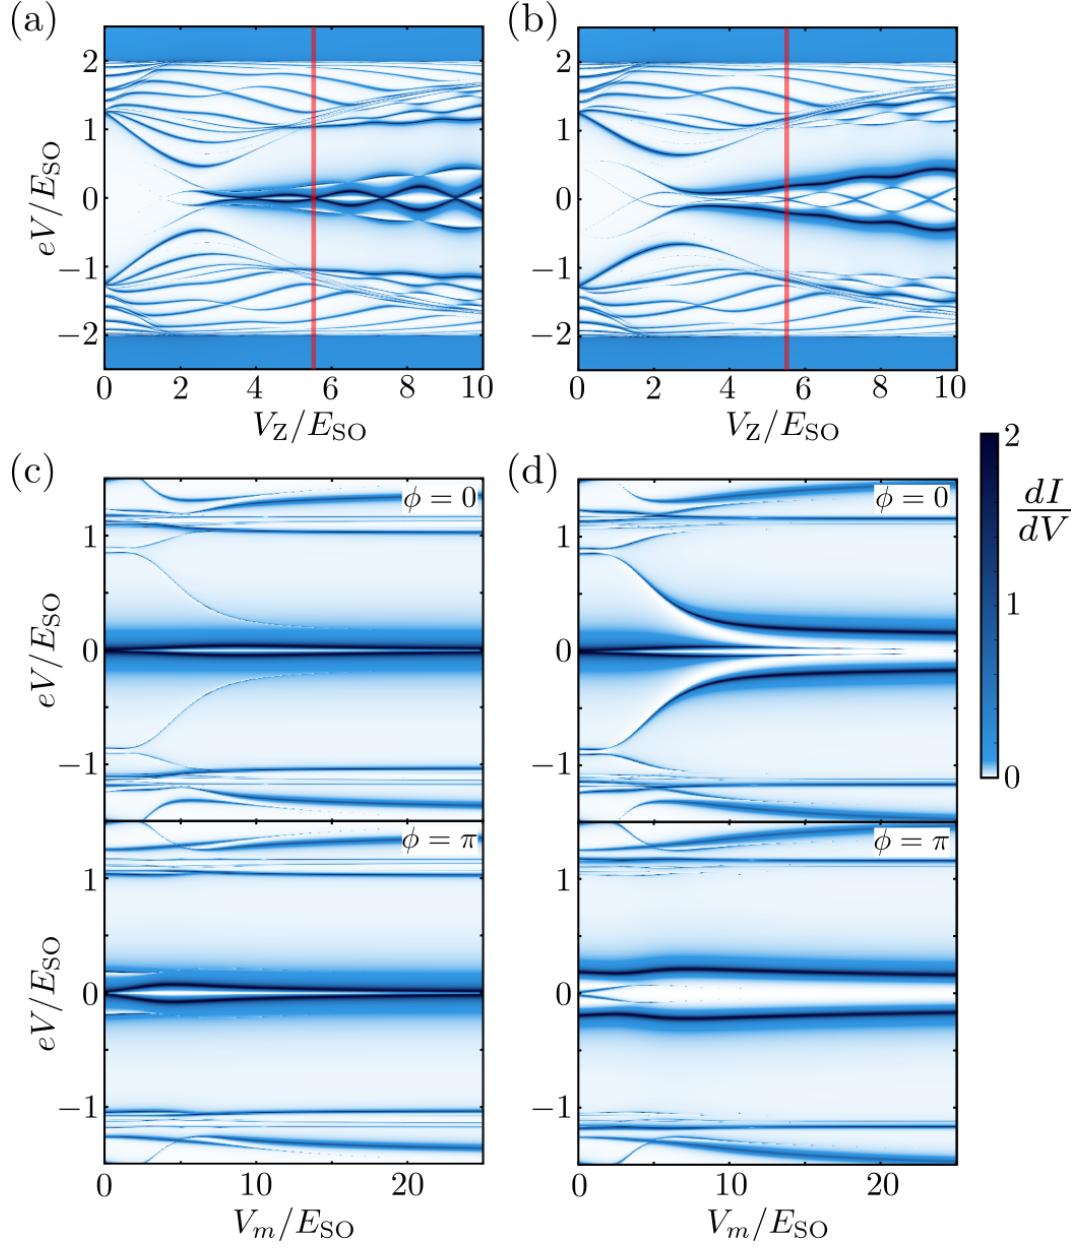 (a)
(b)
eV/E_SO
2
1
0
−1
−2
0 2 4 6 8 10
V_Z/E_SO
2
1
0
−1
−2
0 2 4 6 8 10
V_Z/E_SO
(c)
(d)
ϕ = 0
eV/E_SO
1
0
−1
ϕ = π
eV/E_SO
1
0
−1
0 10 20
V_m/E_SO
ϕ = 0
1
0
−1
ϕ = π
1
0
−1
0 10 20
V_m/E_SO
2
1
0
dI/dV